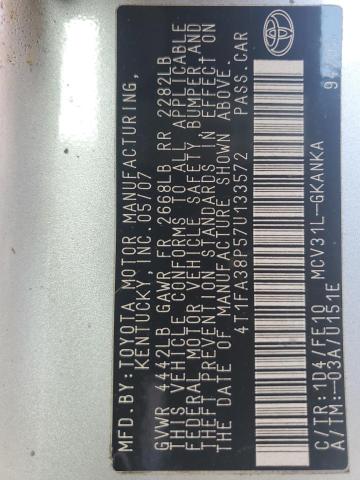 MFD.BY:TOYOTA MOTOR MANUFACTURING,
KENTUCKY, INC.05/07
GVWR 4442LB GAWR FR 2668LB RR 2282LB
THIS VEHICLE CONFORMS TO ALL APPLICABLE
FEDERAL MOTOR VEHICLE SAFETY BUMPER AND
THEFT PREVENTION STANDARDS IN EFFECT ON
THE DATE OF MANUFACTURE SHOWN ABOVE.
4T1FA38P57U133572 PASS.CAR
C/TR:1D4/FE10 MCV31L-GKANKA
A/TM:-03A/U151E